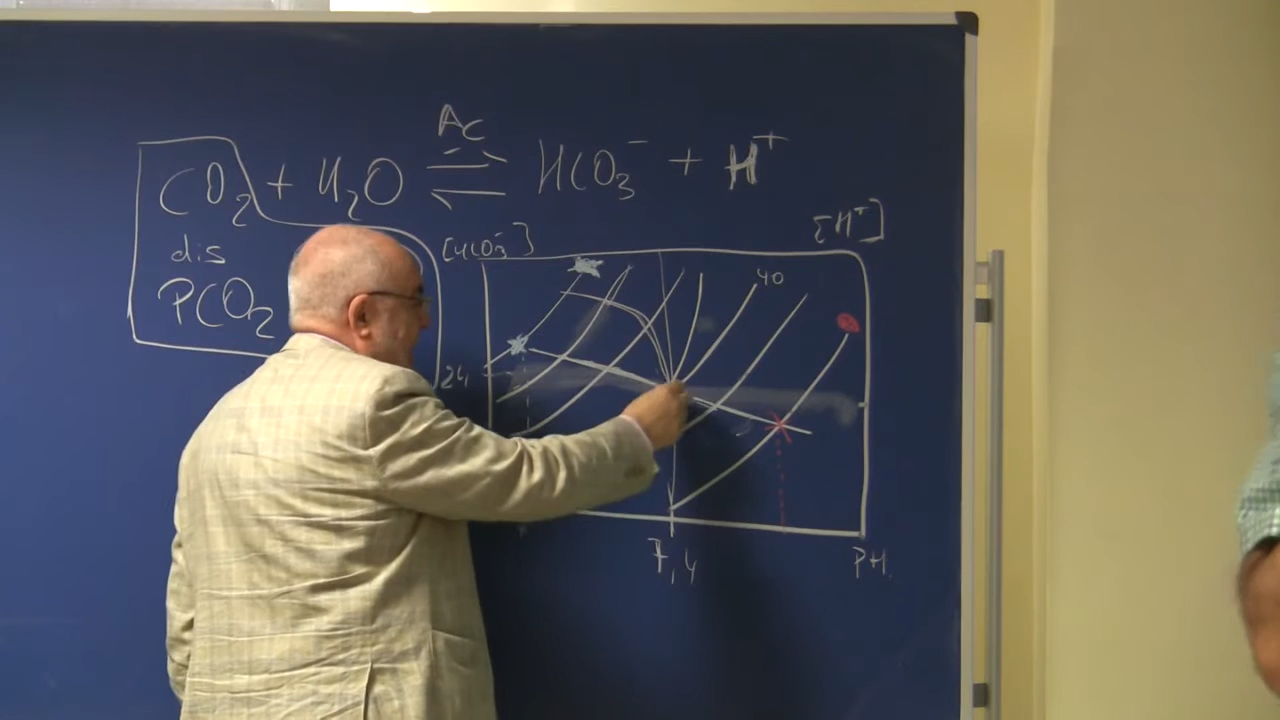 AC
CO₂ + H₂O ⇌ HCO₃⁻ + H⁺
dis
PCO₂
[HCO₃⁻]
[H⁺]
40
24
7,4
PH